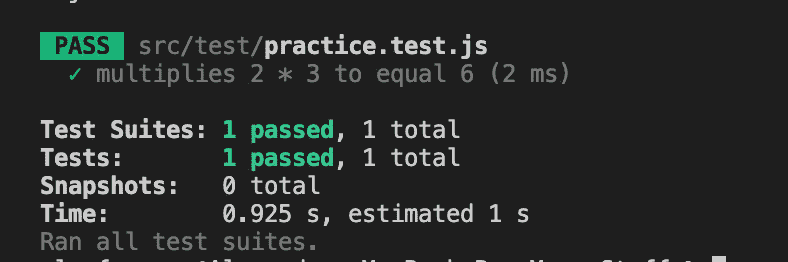 PASS src/test/practice.test.js
✓ multiplies 2 * 3 to equal 6 (2 ms)
Test Suites: 1 passed, 1 total
Tests: 1 passed, 1 total
Snapshots: 0 total
Time: 0.925 s, estimated 1 s
Ran all test suites.